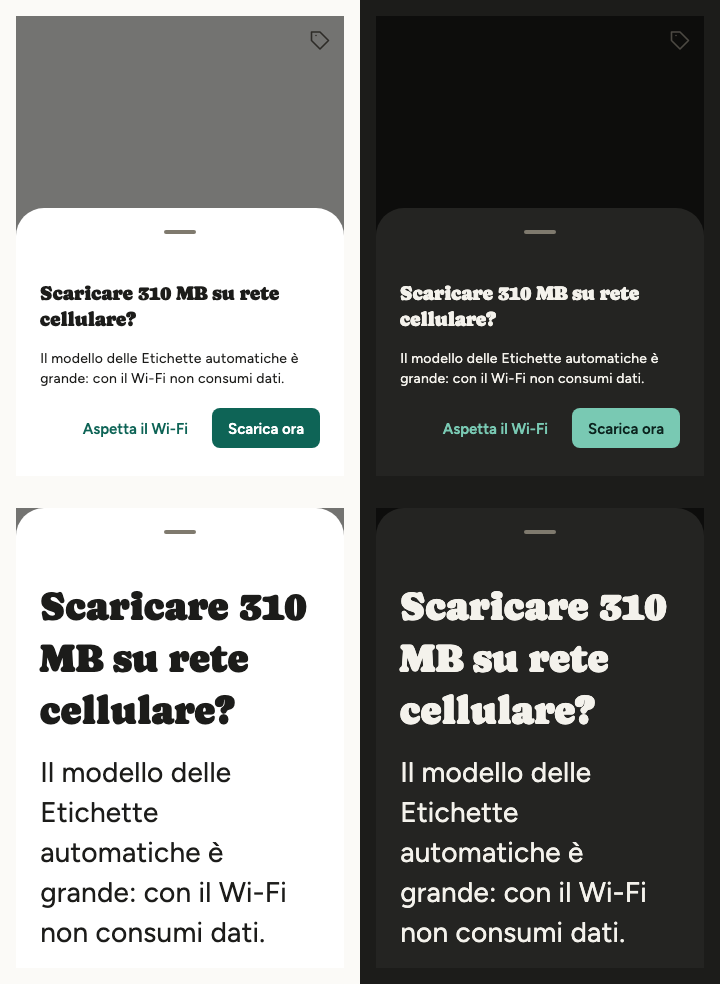 Scaricare 310 MB su rete
cellulare?
Il modello delle Etichette automatiche è
grande: con il Wi-Fi non consumi dati.
Aspetta il Wi-Fi
Scarica ora
Scaricare 310 MB su rete
cellulare?
Il modello delle Etichette automatiche è
grande: con il Wi-Fi non consumi dati.
Aspetta il Wi-Fi
Scarica ora
Scaricare 310
MB su rete
cellulare?
Il modello delle
Etichette
automatiche è
grande: con il Wi-Fi
non consumi dati.
Scaricare 310
MB su rete
cellulare?
Il modello delle
Etichette
automatiche è
grande: con il Wi-Fi
non consumi dati.